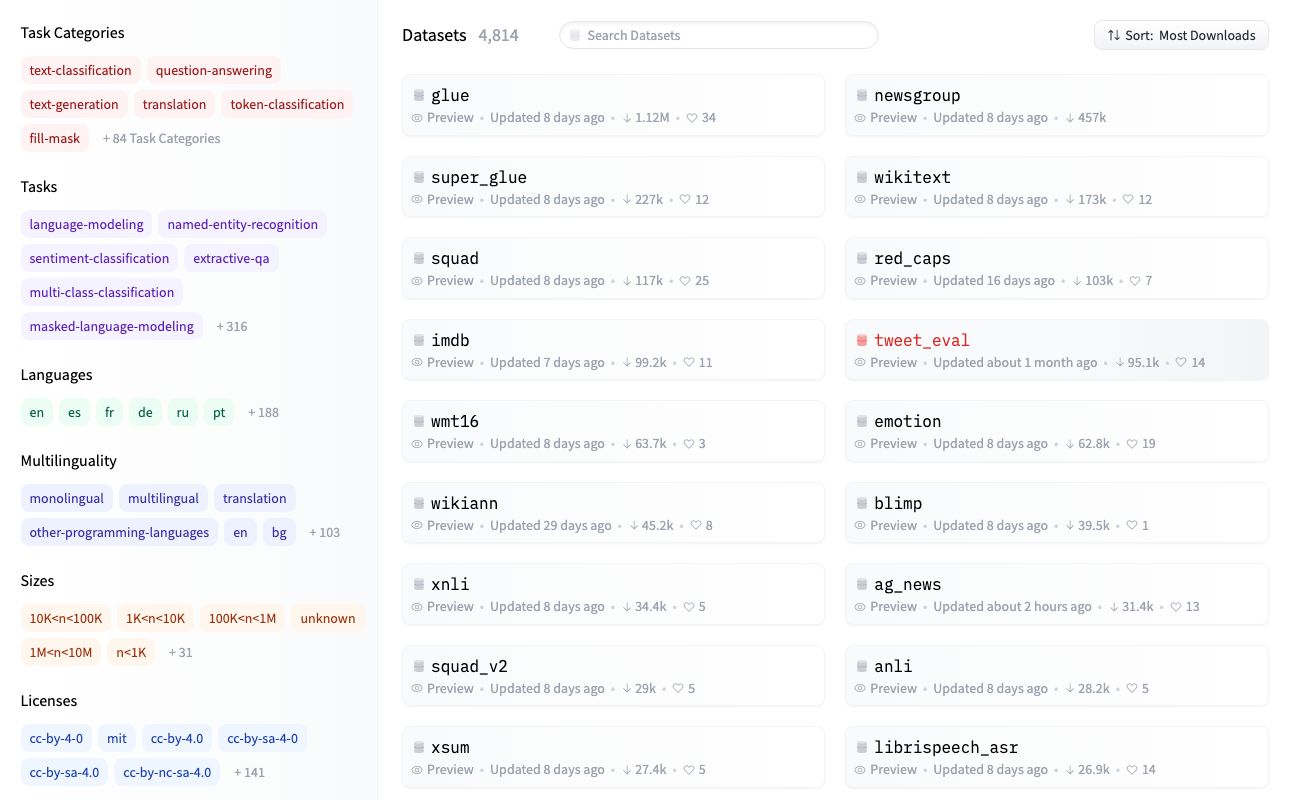 Task Categories
text-classification question-answering
text-generation translation token-classification
fill-mask + 84 Task Categories
Tasks
language-modeling named-entity-recognition
sentiment-classification extractive-qa
multi-class-classification
masked-language-modeling + 316
Languages
en es fr de ru pt + 188
Multilinguality
monolingual multilingual translation
other-programming-languages en bg + 103
Sizes
10K<n<100K 1K<n<10K 100K<n<1M unknown
1M<n<10M n<1K + 31
Licenses
cc-by-4-0 mit cc-by-4.0 cc-by-sa-4-0
cc-by-sa-4.0 cc-by-nc-sa-4.0 + 141
Datasets 4,814 Search Datasets ↑↓ Sort: Most Downloads
glue
Preview • Updated 8 days ago • ↓ 1.12M • ♡ 34
newsgroup
Preview • Updated 8 days ago • ↓ 457k
super_glue
Preview • Updated 8 days ago • ↓ 227k • ♡ 12
wikitext
Preview • Updated 8 days ago • ↓ 173k • ♡ 12
squad
Preview • Updated 8 days ago • ↓ 117k • ♡ 25
red_caps
Preview • Updated 16 days ago • ↓ 103k • ♡ 7
imdb
Preview • Updated 7 days ago • ↓ 99.2k • ♡ 11
tweet_eval
Preview • Updated about 1 month ago • ↓ 95.1k • ♡ 14
wmt16
Preview • Updated 8 days ago • ↓ 63.7k • ♡ 3
emotion
Preview • Updated 8 days ago • ↓ 62.8k • ♡ 19
wikiann
Preview • Updated 29 days ago • ↓ 45.2k • ♡ 8
blimp
Preview • Updated 8 days ago • ↓ 39.5k • ♡ 1
xnli
Preview • Updated 8 days ago • ↓ 34.4k • ♡ 5
ag_news
Preview • Updated about 2 hours ago • ↓ 31.4k • ♡ 13
squad_v2
Preview • Updated 8 days ago • ↓ 29k • ♡ 5
anli
Preview • Updated 8 days ago • ↓ 28.2k • ♡ 5
xsum
Preview • Updated 8 days ago • ↓ 27.4k • ♡ 5
librispeech_asr
Preview • Updated 8 days ago • ↓ 26.9k • ♡ 14